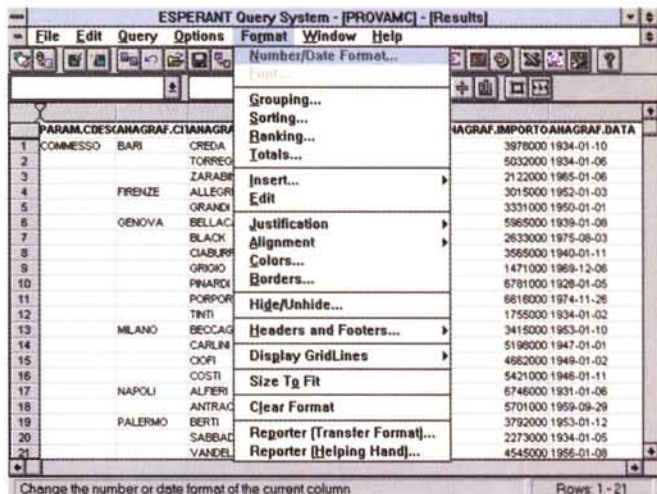 ESPERANT Query System - [PROVAMC] - [Results]
File Edit Query Options Format Window Help
Number/Date Format...
Font...
Grouping...
Sorting...
Ranking...
Totals...
Insert...
Edit
Justification
Alignment
Colors...
Borders...
Hide/Unhide...
Headers and Footers...
Display GridLines
Size To Fit
Clear Format
Reporter (Transfer Format)...
Reporter (Helping Hand)...
PARAM.CDES CANAGRAF.CIT ANAGRA NAGRAF.IMPORTO ANAGRAF.DATA
1 COMMESSO BARI CREDA 3978000 1934-01-10
2 TORREG 5032000 1934-01-06
3 ZARABIN 2122000 1965-01-06
4 FIRENZE ALLEGRI 3015000 1952-01-03
5 GRANDI 3331000 1950-01-01
6 GENOVA BELLACA 5965000 1939-01-08
7 BLACK 2633000 1975-08-03
8 CIABURR 3565000 1940-01-11
9 GRIGIO 1471000 1969-12-06
10 PINARDI 6781000 1928-01-05
11 PORPOR 6616000 1974-11-26
12 TINTI 1755000 1934-01-02
13 MILANO BECCAG 3415000 1953-01-10
14 CARLINI 5198000 1947-01-01
15 CIOFI 4662000 1949-01-02
16 COSTI 5421000 1946-01-11
17 NAPOLI ALFIERI 6746000 1931-01-06
18 ANTRAC 5701000 1959-09-29
19 PALERMO BERTI 3792000 1953-01-12
20 SABBAD 2273000 1934-01-05
21 VANDEL 4545000 1956-01-08
Change the number or date format of the current column Rows: 1 - 21